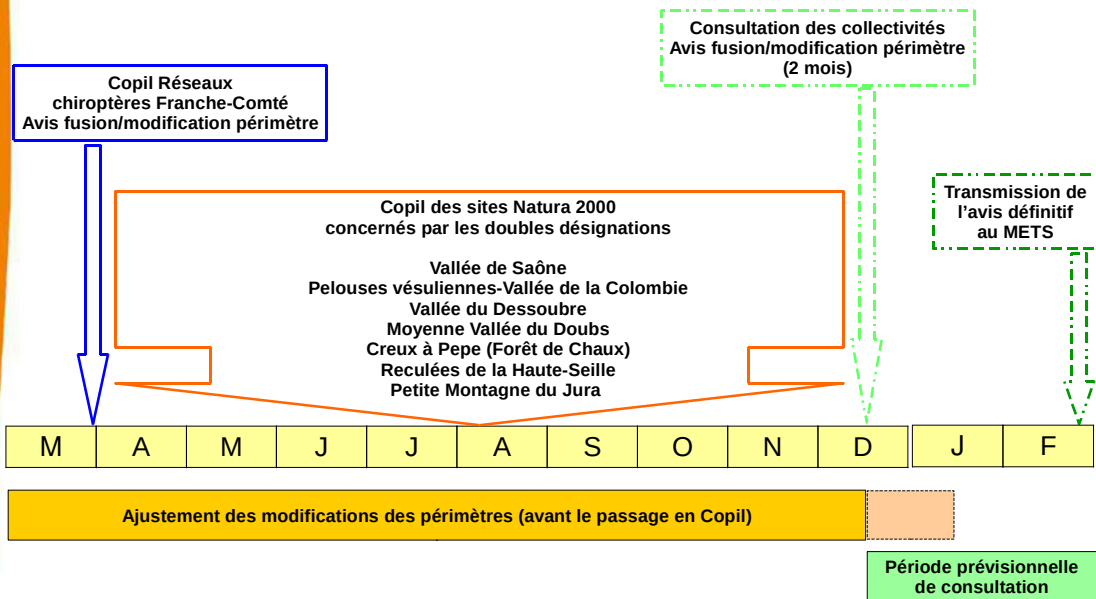 Consultation des collectivités
Avis fusion/modification périmètre
(2 mois)
Copil Réseaux
chiroptères Franche-Comté
Avis fusion/modification périmètre
Transmission de
l'avis définitif
au METS
Copil des sites Natura 2000
concernés par les doubles désignations
Vallée de Saône
Pelouses vésuliennes-Vallée de la Colombie
Vallée du Dessoubre
Moyenne Vallée du Doubs
Creux à Pepe (Forêt de Chaux)
Reculées de la Haute-Seille
Petite Montagne du Jura
M A M J J A S O N D J F
Ajustement des modifications des périmètres (avant le passage en Copil)
Période prévisionnelle
de consultation